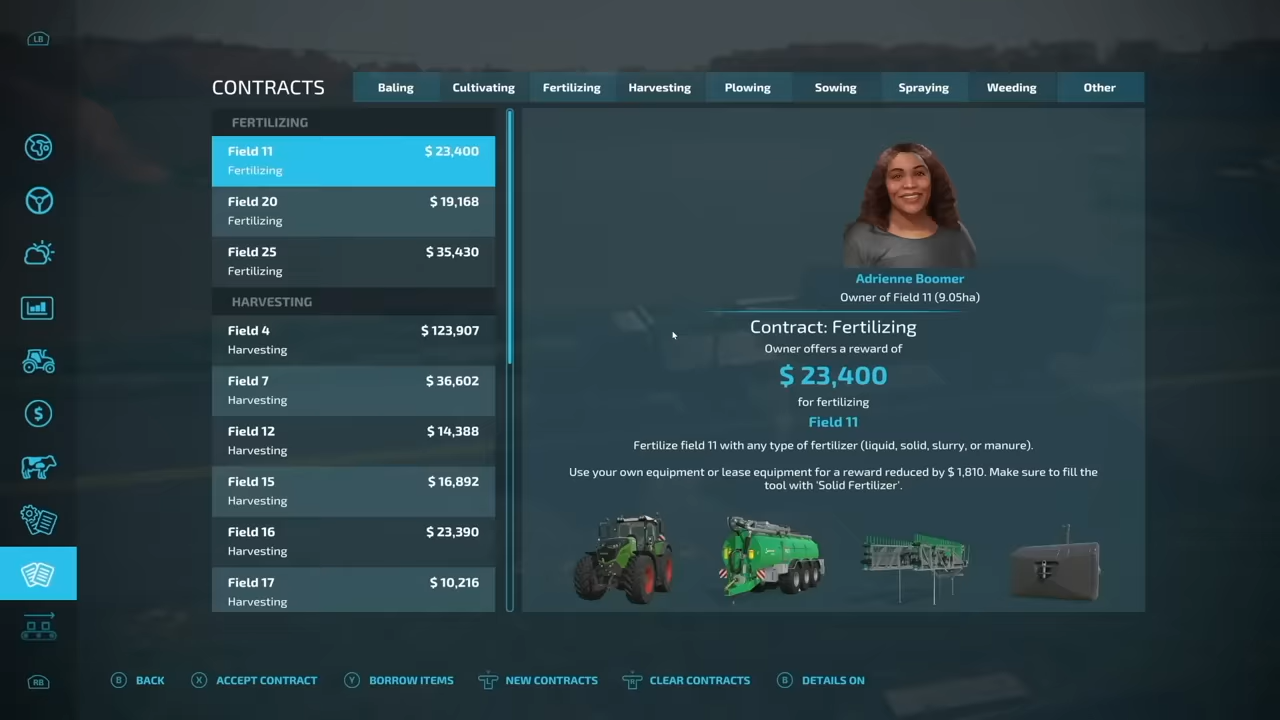 LB
CONTRACTS
Baling
Cultivating
Fertilizing
Harvesting
Plowing
Sowing
Spraying
Weeding
Other
FERTILIZING
Field 11 $ 23,400
Fertilizing
Field 20 $ 19,168
Fertilizing
Field 25 $ 35,430
Fertilizing
HARVESTING
Field 4 $ 123,907
Harvesting
Field 7 $ 36,602
Harvesting
Field 12 $ 14,388
Harvesting
Field 15 $ 16,892
Harvesting
Field 16 $ 23,390
Harvesting
Field 17 $ 10,216
Harvesting
Adrienne Boomer
Owner of Field 11 (9.05ha)
Contract: Fertilizing
Owner offers a reward of
$ 23,400
for fertilizing
Field 11
Fertilize field 11 with any type of fertilizer (liquid, solid, slurry, or manure).
Use your own equipment or lease equipment for a reward reduced by $ 1,810. Make sure to fill the
tool with 'Solid Fertilizer'.
RB
B BACK
X ACCEPT CONTRACT
Y BORROW ITEMS
NEW CONTRACTS
CLEAR CONTRACTS
B DETAILS ON